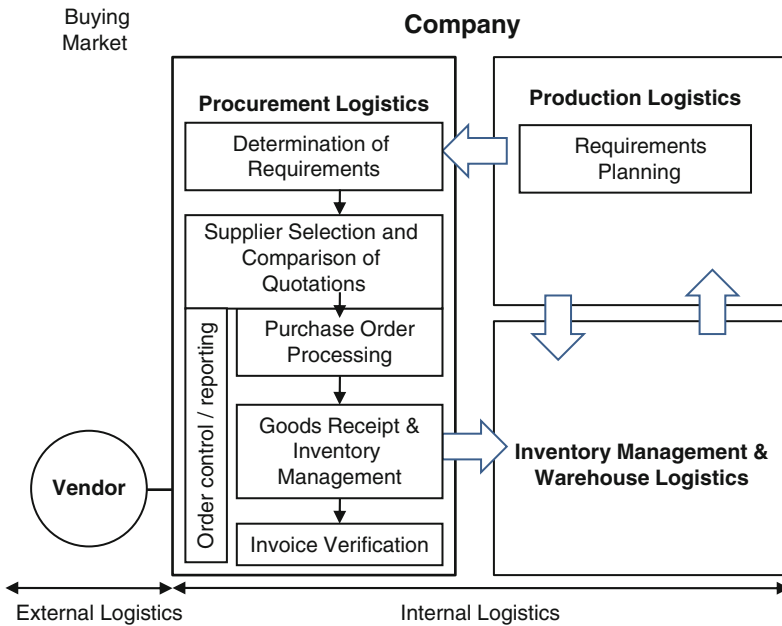 Buying
Market
Company
Procurement Logistics
Determination of
Requirements
Supplier Selection and
Comparison of
Quotations
Order control / reporting
Purchase Order
Processing
Goods Receipt &
Inventory
Management
Invoice Verification
Production Logistics
Requirements
Planning
Inventory Management &
Warehouse Logistics
Vendor
External Logistics
Internal Logistics